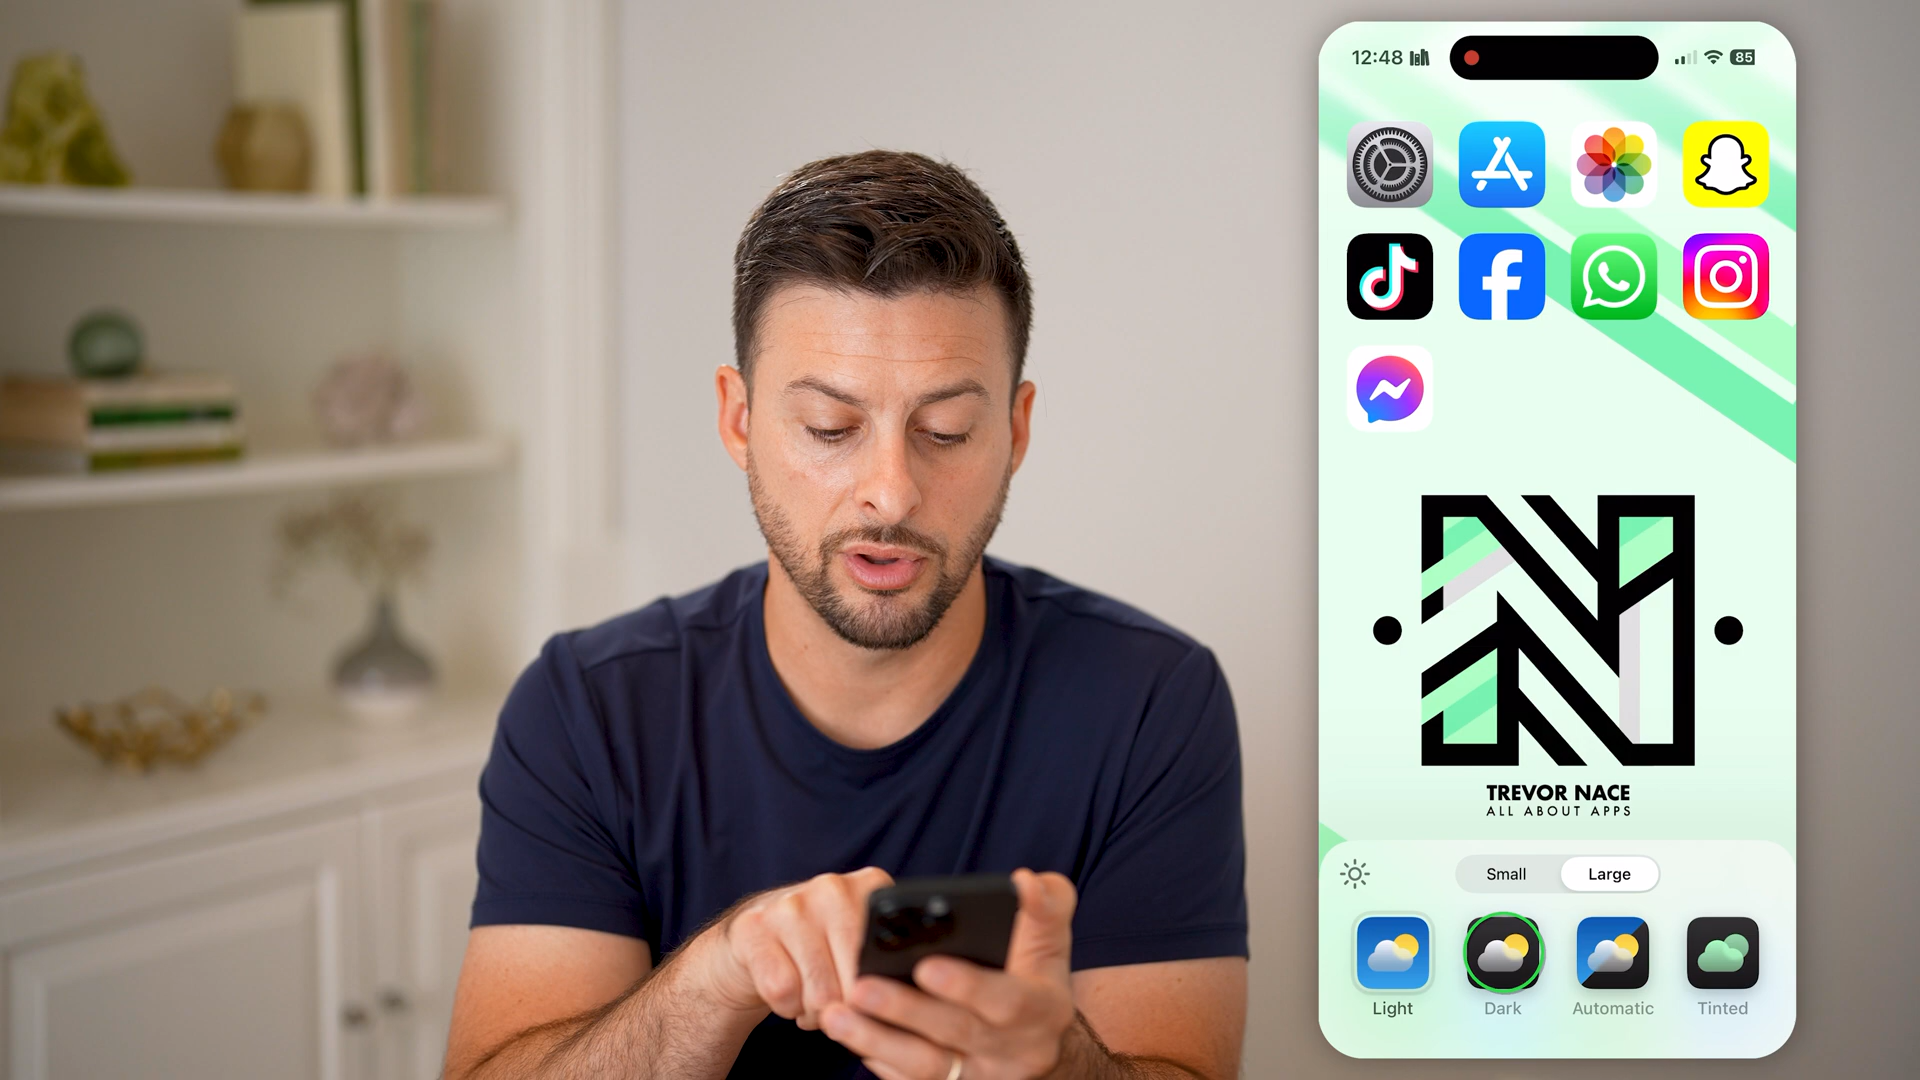 12:48
85
TREVOR NACE
ALL ABOUT APPS
Small Large
Light Dark Automatic Tinted